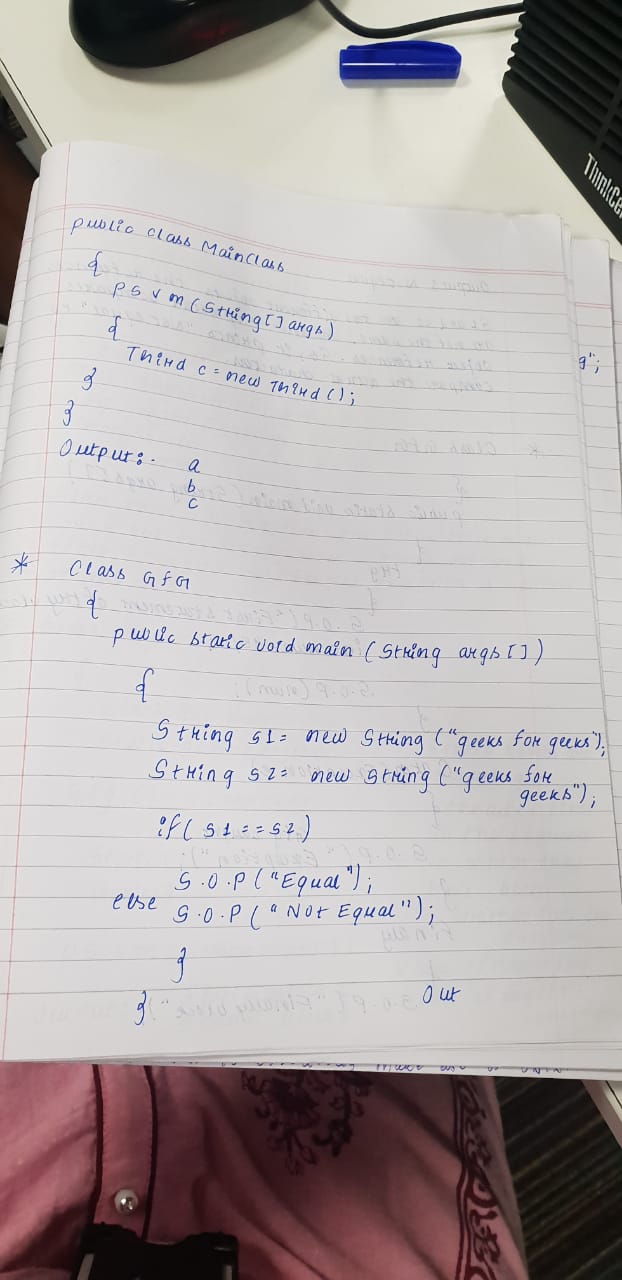 public class MainClass
{
P S V m (String[] args)
{
Third c = new Third();
}
}
Output:- a
b
c
* Class GfG
{
public static void main (String args [])
{
String s1 = new String ("geeks for geeks");
String s2 = new String ("geeks for
geeks");
if( s1 == s2)
S.O.P ("Equal");
else
S.O.P ("Not Equal");
}
}
Out
g";
ThinkCe